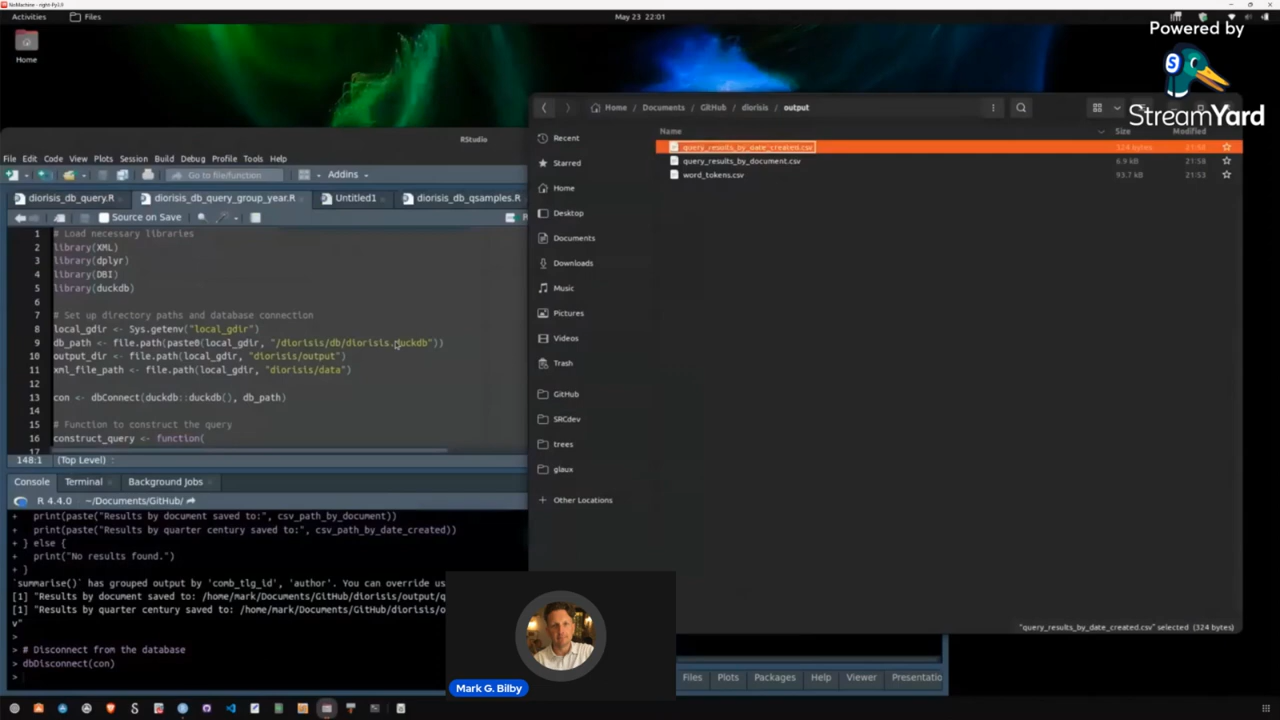 NoMachine - right-fly3.0
Activities
Files
May 23 22:01
Powered by
StreamYard
Home
Home
Documents
GitHub
diorisis
output
Recent
Starred
Home
Desktop
Documents
Downloads
Music
Pictures
Videos
Trash
GitHub
SRCdev
trees
glaux
Other Locations
Name
Size
Modified
query_results_by_date_created.csv
324 bytes
21:58
query_results_by_document.csv
6.9 kB
21:58
word_tokens.csv
93.7 kB
21:53
"query_results_by_date_created.csv" selected (324 bytes)
RStudio
File Edit Code View Plots Session Build Debug Profile Tools Help
Go to file/function
Addins
diorisis_db_query.R
diorisis_db_query_group_year.R
Untitled1
diorisis_db_qsamples.R
Source on Save
1 # Load necessary libraries
2 library(XML)
3 library(dplyr)
4 library(DBI)
5 library(duckdb)
6
7 # Set up directory paths and database connection
8 local_gdir <- Sys.getenv("local_gdir")
9 db_path <- file.path(paste0(local_gdir, "/diorisis/db/diorisis.duckdb"))
10 output_dir <- file.path(local_gdir, "diorisis/output")
11 xml_file_path <- file.path(local_gdir, "diorisis/data")
12
13 con <- dbConnect(duckdb::duckdb(), db_path)
14
15 # Function to construct the query
16 construct_query <- function(
17
148:1 (Top Level)
Console
Terminal
Background Jobs
R 4.4.0 · ~/Documents/GitHub/
+ print(paste("Results by document saved to:", csv_path_by_document))
+ print(paste("Results by quarter century saved to:", csv_path_by_date_created))
+ } else {
+ print("No results found.")
+ }
`summarise()` has grouped output by 'comb_tlg_id', 'author'. You can override us
[1] "Results by document saved to: /home/mark/Documents/GitHub/diorisis/output/q
[1] "Results by quarter century saved to: /home/mark/Documents/GitHub/diorisis/o
v"
>
> # Disconnect from the database
> dbDisconnect(con)
>
Mark G. Bilby
Files
Plots
Packages
Help
Viewer
Presentatio